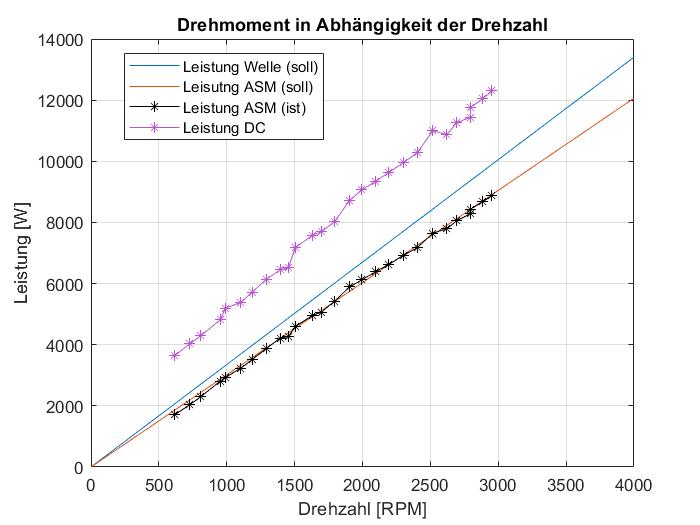 Drehmoment in Abhängigkeit der Drehzahl
14000
12000
10000
8000
6000
4000
2000
0
Leistung [W]
Leistung Welle (soll)
Leisutng ASM (soll)
Leistung ASM (ist)
Leistung DC
0 500 1000 1500 2000 2500 3000 3500 4000
Drehzahl [RPM]